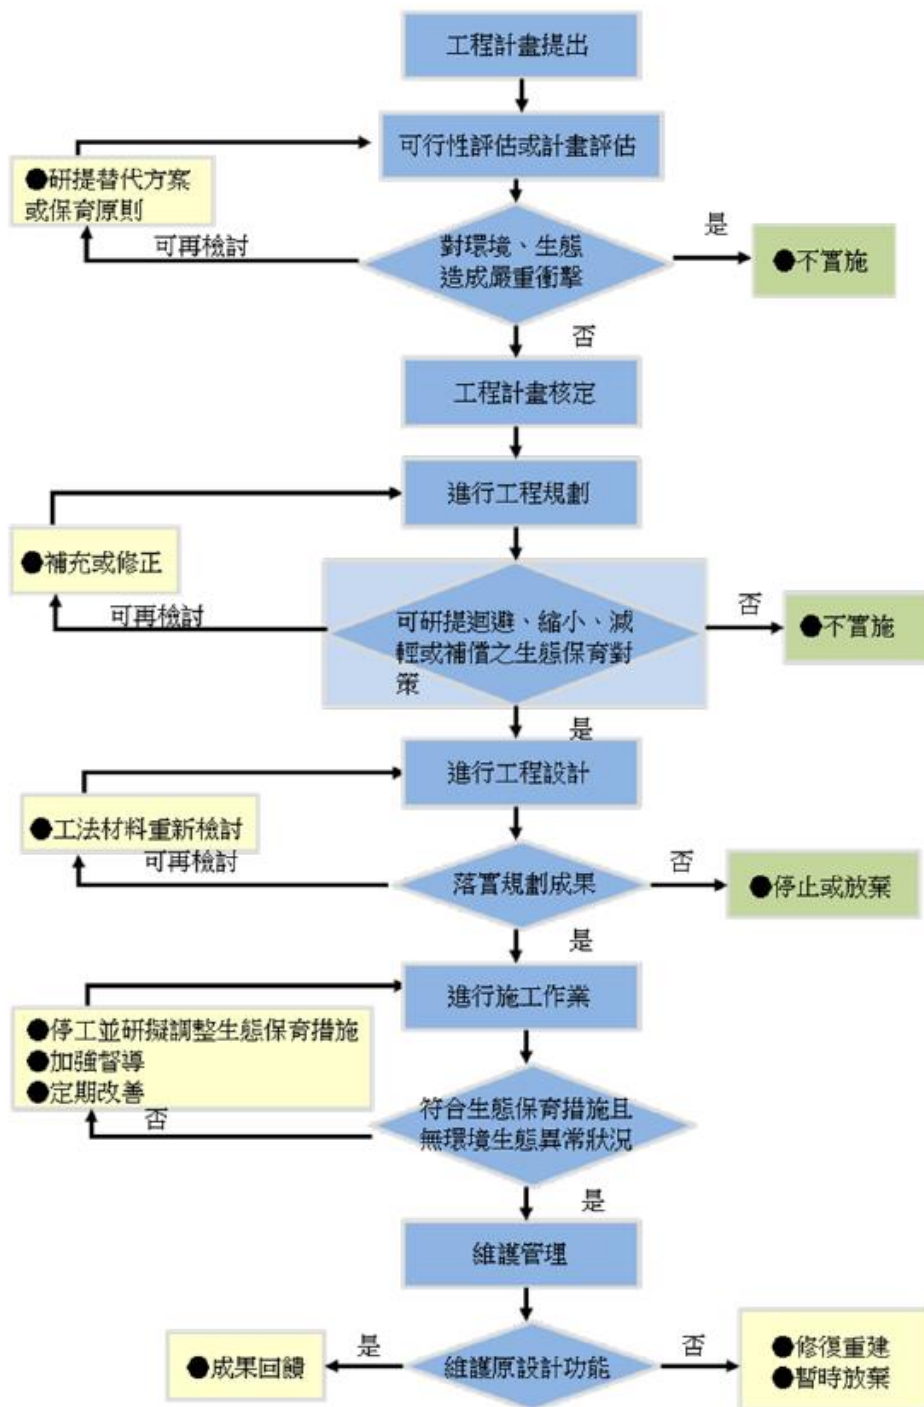 工程計畫提出
可行性評估或計畫評估
●研提替代方案
或保育原則
可再檢討
對環境、生態
造成嚴重衝擊
是
●不實施
否
工程計畫核定
進行工程規劃
●補充或修正
可再檢討
可研提迴避、縮小、減
輕或補償之生態保育對
策
否
●不實施
是
進行工程設計
●工法材料重新檢討
可再檢討
落實規劃成果
否
●停止或放棄
是
進行施工作業
●停工並研擬調整生態保育措施
●加強督導
●定期改善
否
符合生態保育措施且
無環境生態異常狀況
是
維護管理
●成果回饋
是
維護原設計功能
否
●修復重建
●暫時放棄